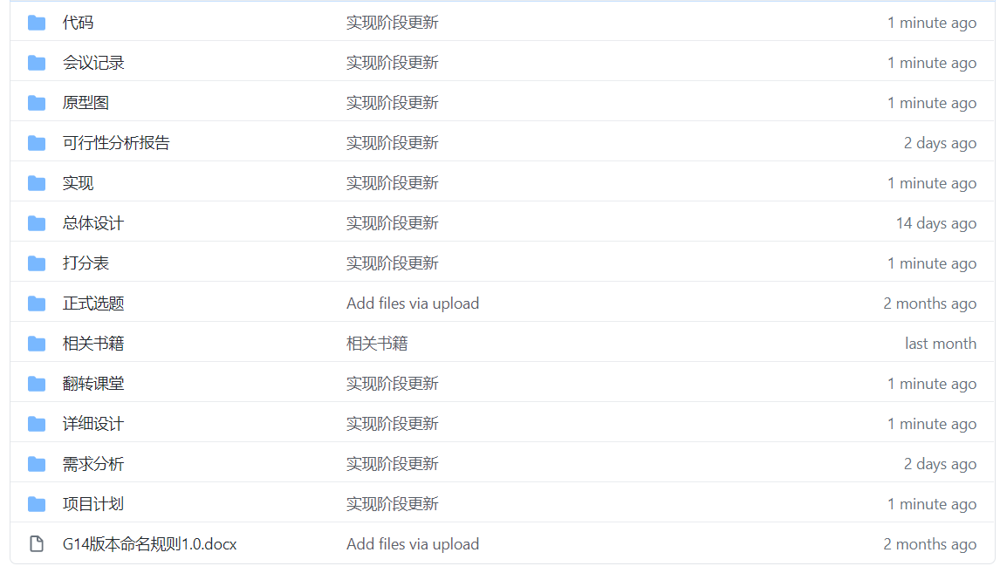 代码 实现阶段更新 1 minute ago
会议记录 实现阶段更新 1 minute ago
原型图 实现阶段更新 1 minute ago
可行性分析报告 实现阶段更新 2 days ago
实现 实现阶段更新 1 minute ago
总体设计 实现阶段更新 14 days ago
打分表 实现阶段更新 1 minute ago
正式选题 Add files via upload 2 months ago
相关书籍 相关书籍 last month
翻转课堂 实现阶段更新 1 minute ago
详细设计 实现阶段更新 1 minute ago
需求分析 实现阶段更新 2 days ago
项目计划 实现阶段更新 1 minute ago
G14版本命名规则1.0.docx Add files via upload 2 months ago